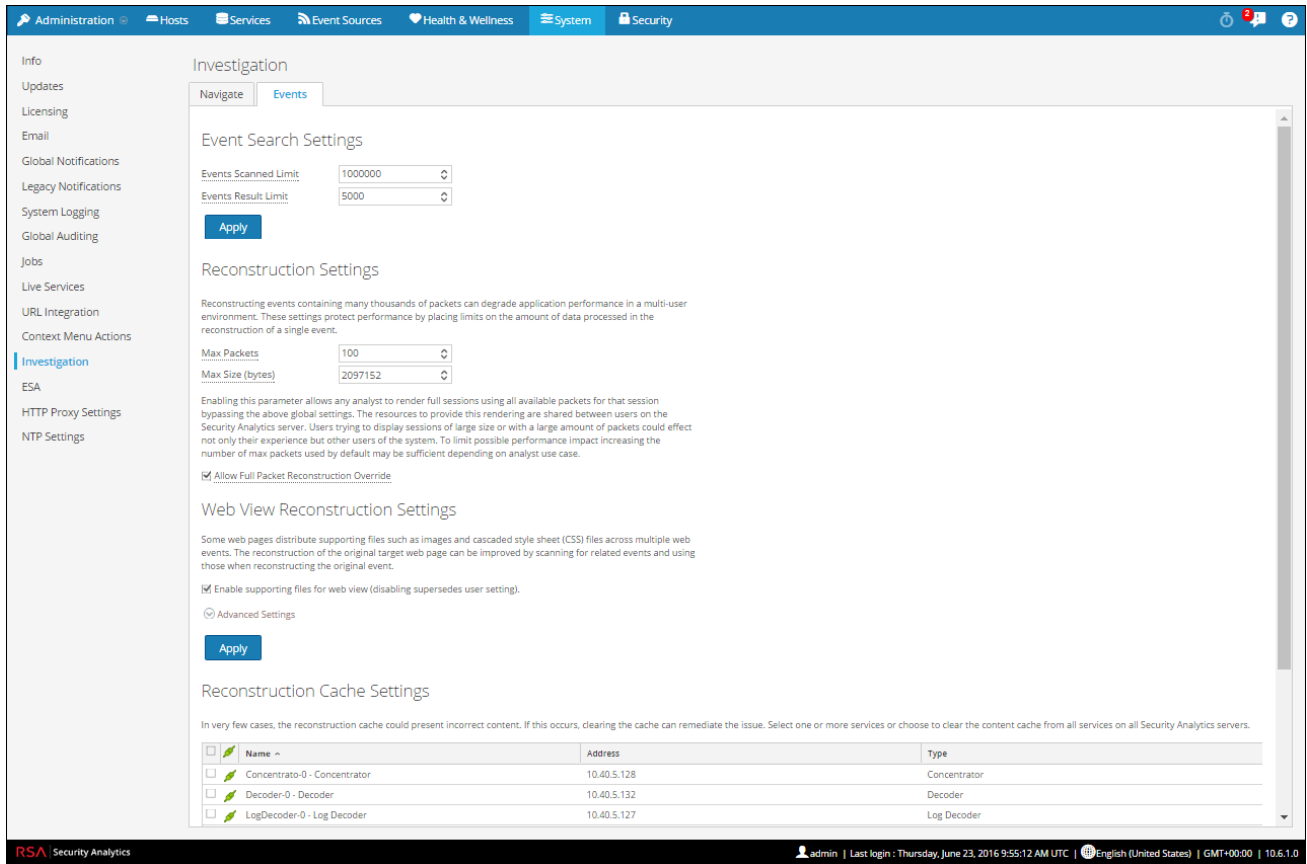 Administration Hosts Services Event Sources Health & Wellness System Security 2 ?
Info
Updates
Licensing
Email
Global Notifications
Legacy Notifications
System Logging
Global Auditing
Jobs
Live Services
URL Integration
Context Menu Actions
Investigation
ESA
HTTP Proxy Settings
NTP Settings
Investigation
Navigate Events
Event Search Settings
Events Scanned Limit 1000000
Events Result Limit 5000
Apply
Reconstruction Settings
Reconstructing events containing many thousands of packets can degrade application performance in a multi-user
environment. These settings protect performance by placing limits on the amount of data processed in the
reconstruction of a single event.
Max Packets 100
Max Size (bytes) 2097152
Enabling this parameter allows any analyst to render full sessions using all available packets for that session
bypassing the above global settings. The resources to provide this rendering are shared between users on the
Security Analytics server. Users trying to display sessions of large size or with a large amount of packets could effect
not only their experience but other users of the system. To limit possible performance impact increasing the
number of max packets used by default may be sufficient depending on analyst use case.
Allow Full Packet Reconstruction Override
Web View Reconstruction Settings
Some web pages distribute supporting files such as images and cascaded style sheet (CSS) files across multiple web
events. The reconstruction of the original target web page can be improved by scanning for related events and using
those when reconstructing the original event.
Enable supporting files for web view (disabling supersedes user setting).
Advanced Settings
Apply
Reconstruction Cache Settings
In very few cases, the reconstruction cache could present incorrect content. If this occurs, clearing the cache can remediate the issue. Select one or more services or choose to clear the content cache from all services on all Security Analytics servers.
Name Address Type
Concentrato-0 - Concentrator 10.40.5.128 Concentrator
Decoder-0 - Decoder 10.40.5.132 Decoder
LogDecoder-0 - Log Decoder 10.40.5.127 Log Decoder
RSA Security Analytics admin | Last login : Thursday, June 23, 2016 9:55:12 AM UTC | English (United States) | GMT+00:00 | 10.6.1.0